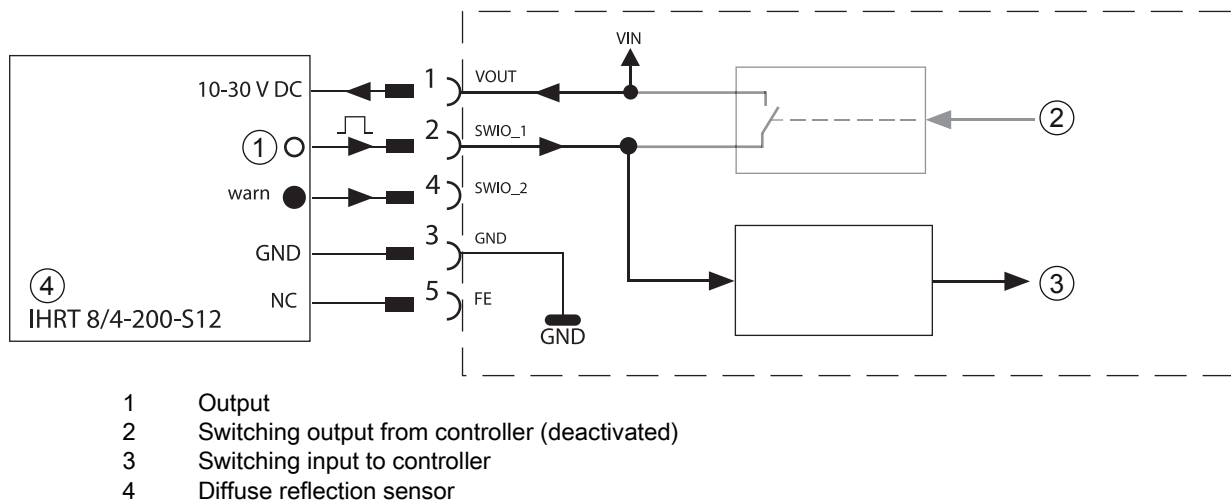 VIN
10-30 V DC 1 VOUT
1 2 SWIO_1 2
warn 4 SWIO_2
GND 3 GND
4 NC 5 FE 3
IHRT 8/4-200-S12
GND
1 Output
2 Switching output from controller (deactivated)
3 Switching input to controller
4 Diffuse reflection sensor